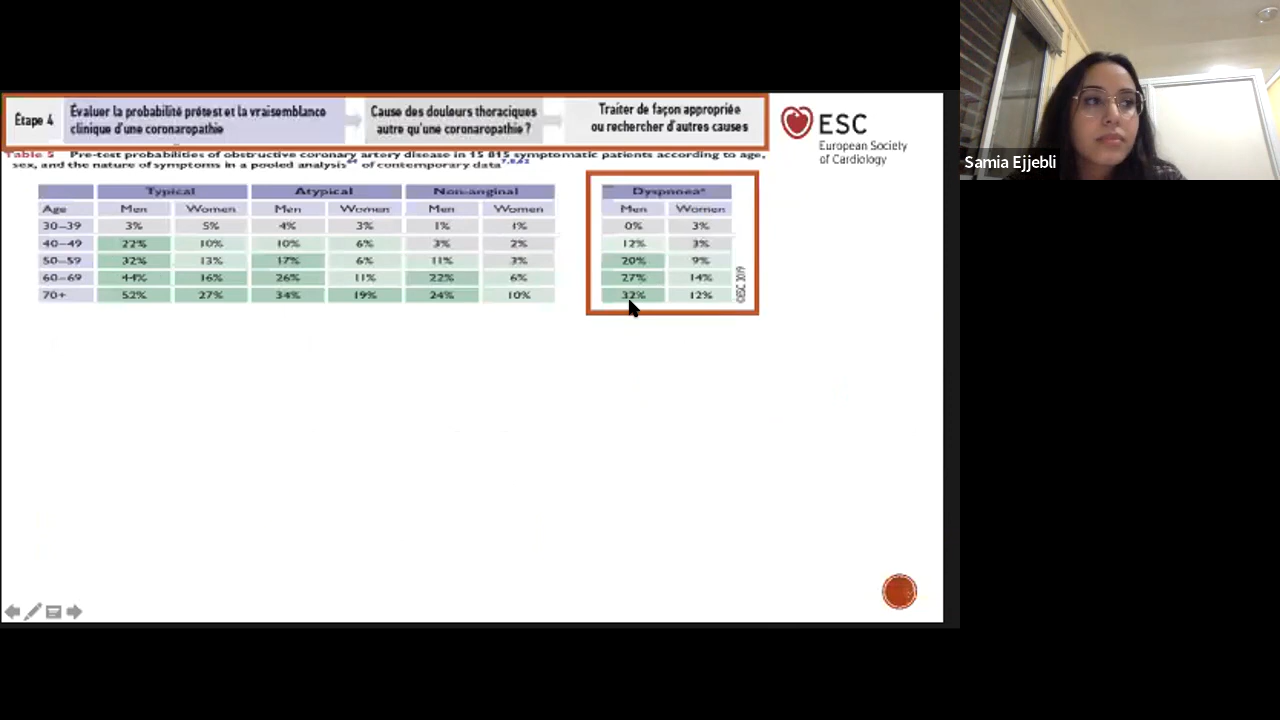 Étape 4
Évaluer la probabilité prétest et la vraisemblance
clinique d'une coronaropathie
Cause des douleurs thoraciques
autre qu'une coronaropathie ?
Traiter de façon appropriée
ou rechercher d'autres causes
ESC
European Society
of Cardiology
Samia Ejjebli
Table 5 Pre-test probabilities of obstructive coronary artery disease in 15 815 symptomatic patients according to age,
sex, and the nature of symptoms in a pooled analysis of contemporary data
Typical Atypical Non-anginal Dyspnoea
Age Men Women Men Women Men Women Men Women
30–39 3% 5% 4% 3% 1% 1% 0% 3%
40–49 22% 10% 10% 6% 3% 2% 12% 3%
50–59 32% 13% 17% 6% 11% 3% 20% 9%
60–69 44% 16% 26% 11% 22% 6% 27% 14%
70+ 52% 27% 34% 19% 24% 10% 32% 12%
©ESC 2019